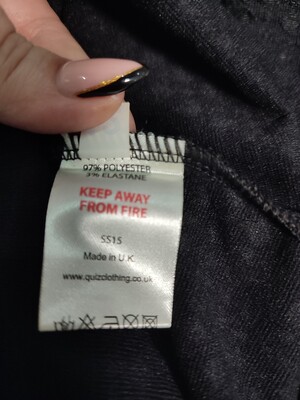 97% POLYESTER
3% ELASTANE
KEEP AWAY
FROM FIRE
SS15
Made in U.K.
www.quizclothing.co.uk